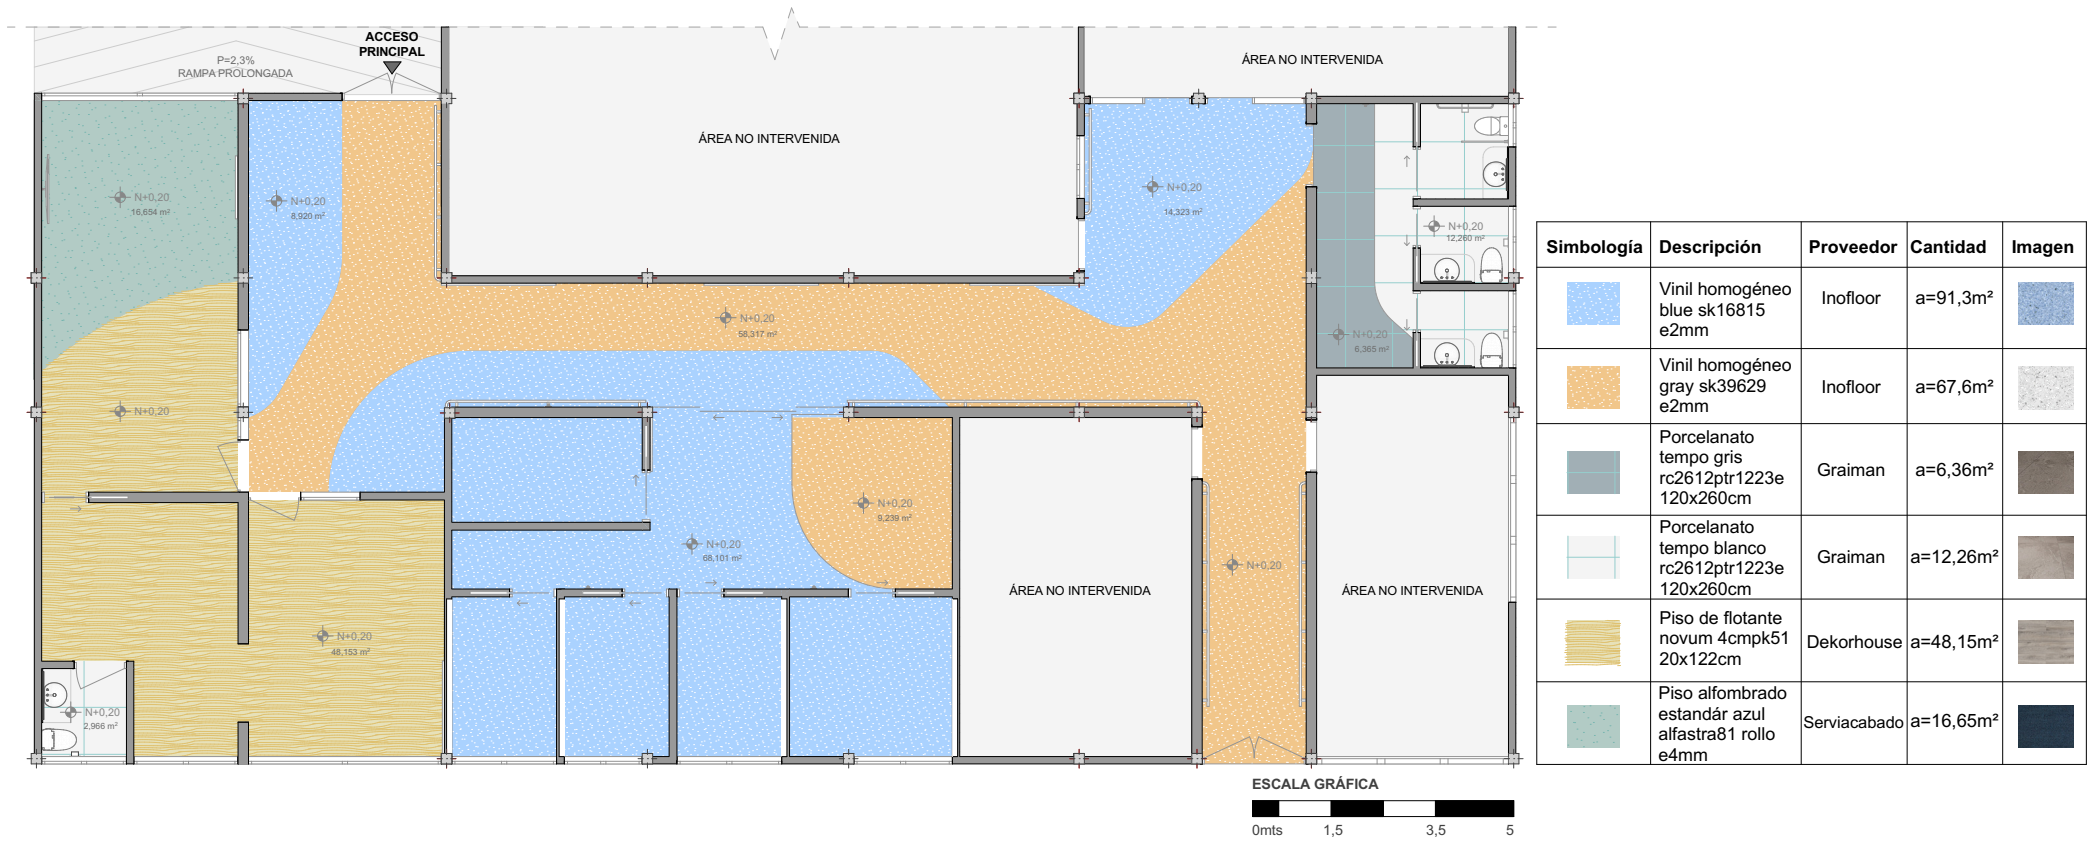 ACCESO
PRINCIPAL
P=2,3%
RAMPA PROLONGADA
ÁREA NO INTERVENIDA
ÁREA NO INTERVENIDA
N+0,20
16,654 m²
N+0,20
8,920 m²
N+0,20
14,323 m²
N+0,20
12,260 m²
N+0,20
58,317 m²
N+0,20
6,365 m²
N+0,20
N+0,20
9,239 m²
N+0,20
68,101 m²
N+0,20
ÁREA NO INTERVENIDA
ÁREA NO INTERVENIDA
N+0,20
48,153 m²
N+0,20
2,966 m²
Simbología Descripción Proveedor Cantidad Imagen
Vinil homogéneo
blue sk16815
e2mm
Inofloor
a=91,3m²
Vinil homogéneo
gray sk39629
e2mm
Inofloor
a=67,6m²
Porcelanato
tempo gris
rc2612ptr1223e
120x260cm
Graiman
a=6,36m²
Porcelanato
tempo blanco
rc2612ptr1223e
120x260cm
Graiman
a=12,26m²
Piso de flotante
novum 4cmpk51
20x122cm
Dekorhouse
a=48,15m²
Piso alfombrado
estandár azul
alfastra81 rollo
e4mm
Serviacabado
a=16,65m²
ESCALA GRÁFICA
0mts 1,5 3,5 5